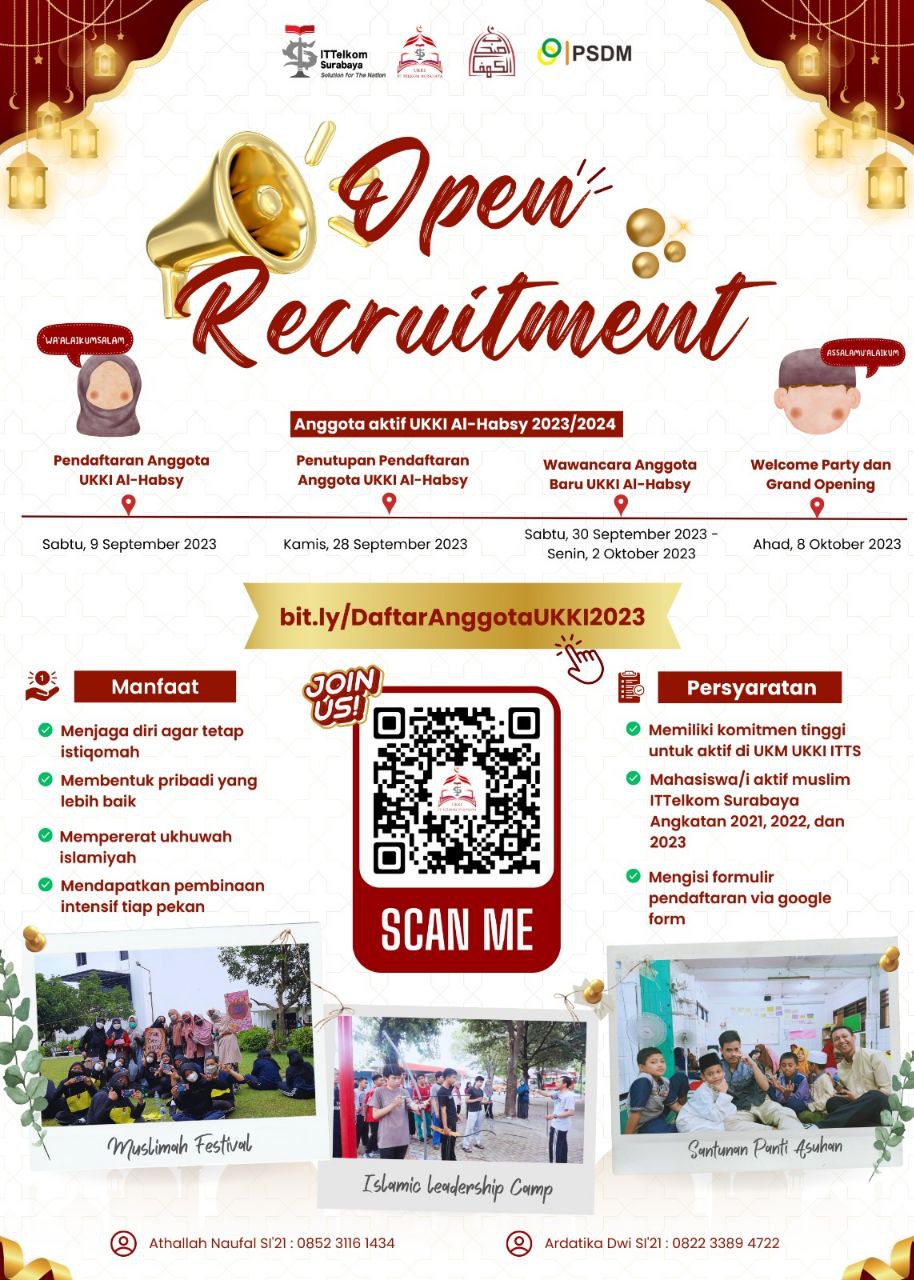 ITTelkom
Surabaya
Solution for The Nation
UKKI
IT TELKOM SURABAYA
PSDM
Open
Recruitment
WA'ALAIKUMSALAM
ASSALAMU'ALAIKUM
Anggota aktif UKKI Al-Habsy 2023/2024
Pendaftaran Anggota
UKKI Al-Habsy
Sabtu, 9 September 2023
Penutupan Pendaftaran
Anggota UKKI Al-Habsy
Kamis, 28 September 2023
Wawancara Anggota
Baru UKKI Al-Habsy
Sabtu, 30 September 2023 -
Senin, 2 Oktober 2023
Welcome Party dan
Grand Opening
Ahad, 8 Oktober 2023
bit.ly/DaftarAnggotaUKKI2023
Manfaat
Menjaga diri agar tetap
istiqomah
Membentuk pribadi yang
lebih baik
Mempererat ukhuwah
islamiyah
Mendapatkan pembinaan
intensif tiap pekan
JOIN
US!
UKKI
SCAN ME
Persyaratan
Memiliki komitmen tinggi
untuk aktif di UKM UKKI ITTS
Mahasiswa/i aktif muslim
ITTelkom Surabaya
Angkatan 2021, 2022, dan
2023
Mengisi formulir
pendaftaran via google
form
Muslimah Festival
Islamic Leadership Camp
Santunan Panti Asuhan
Athallah Naufal SI'21 : 0852 3116 1434
Ardatika Dwi SI'21 : 0822 3389 4722